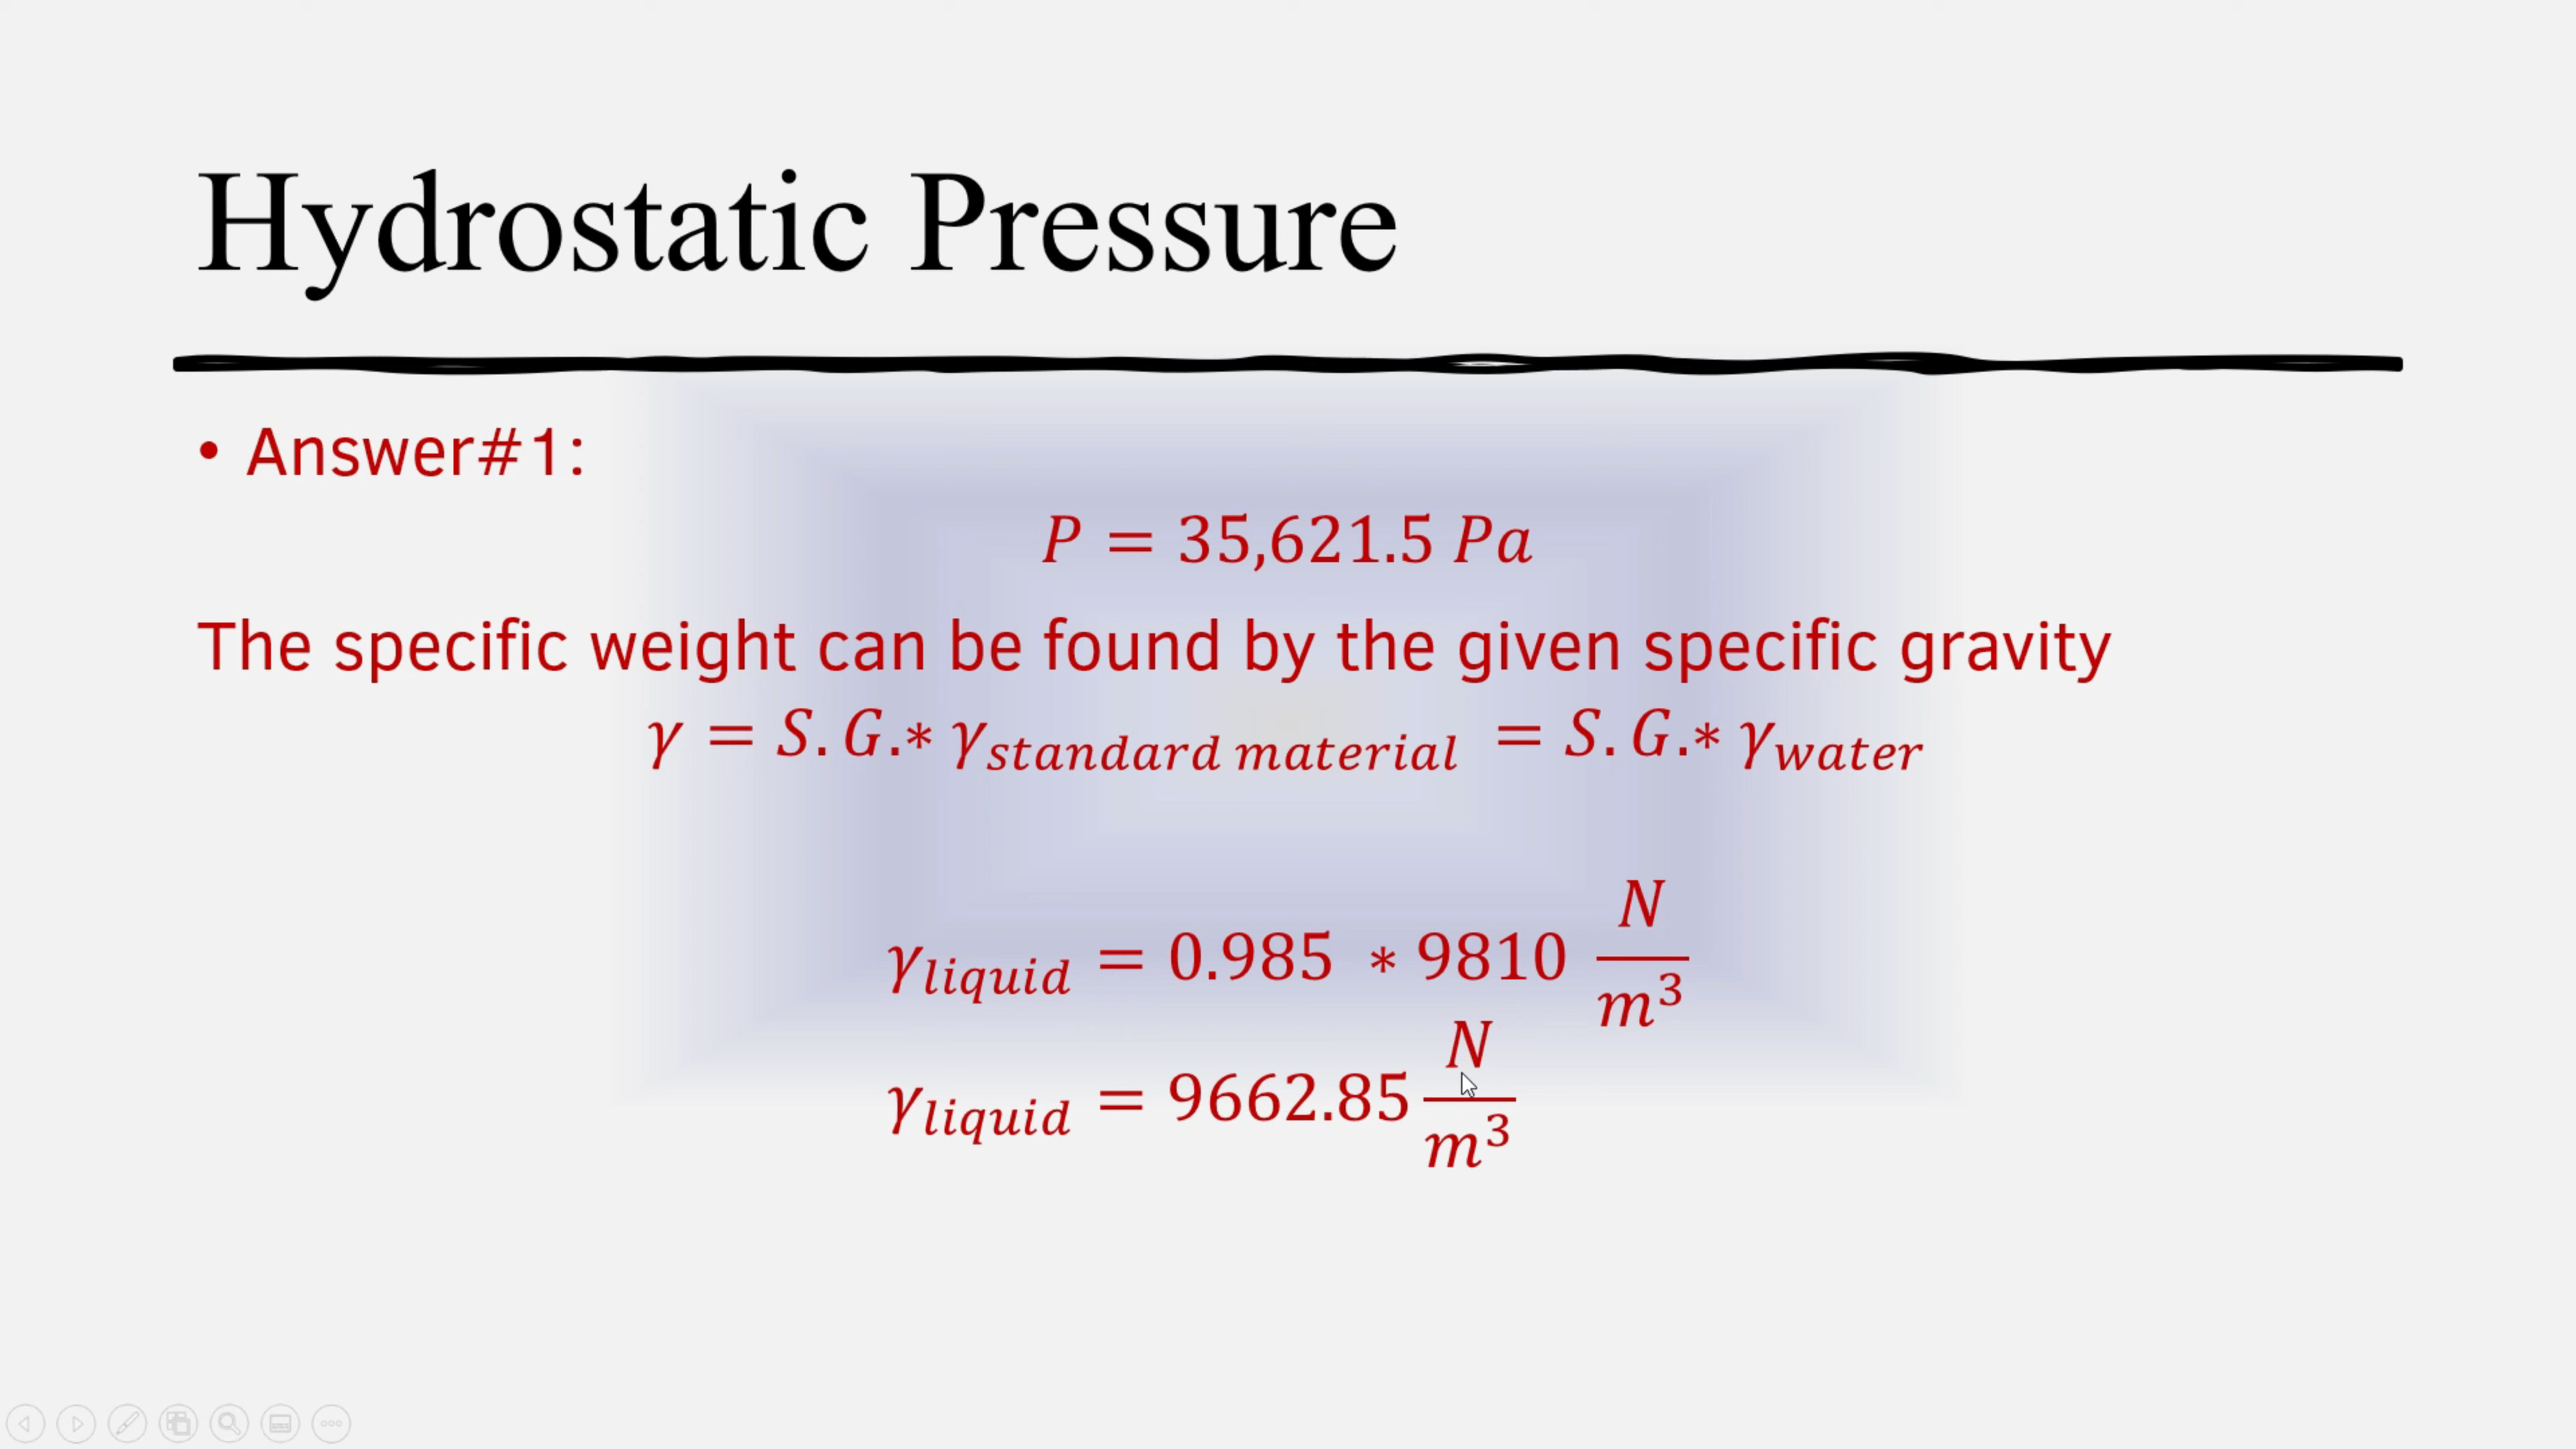 Hydrostatic Pressure
• Answer#1:
P = 35,621.5 Pa
The specific weight can be found by the given specific gravity
γ = S.G.* γ_standard material = S.G.* γ_water
γ_liquid = 0.985 * 9810 N/m³
γ_liquid = 9662.85 N/m³